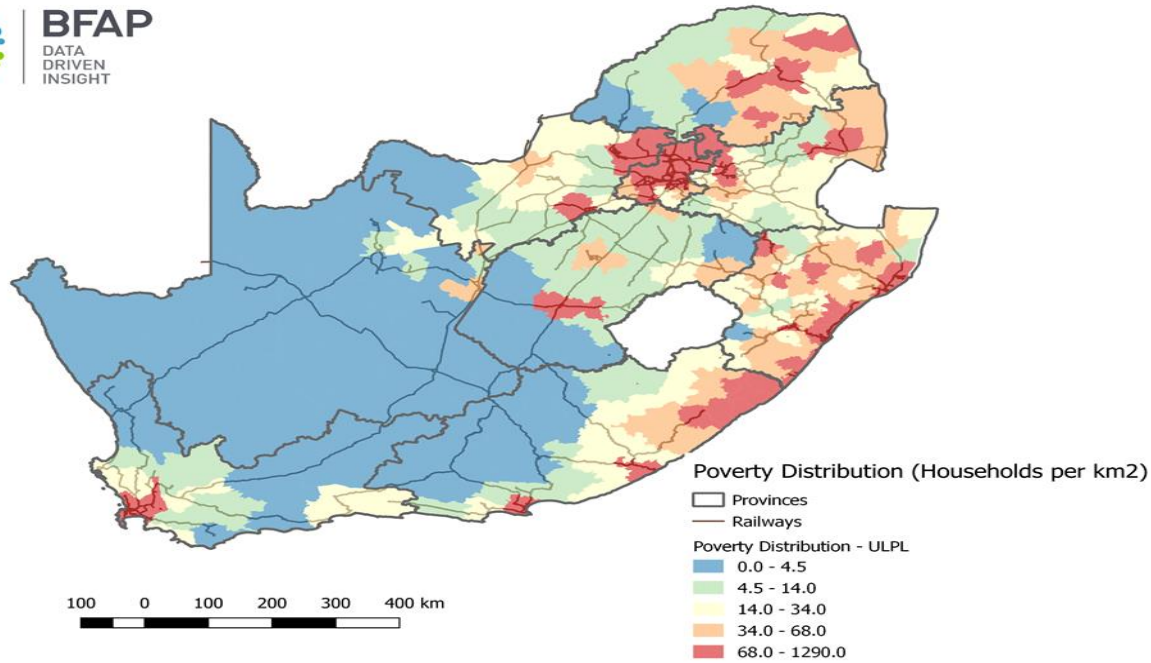 BFAP
DATA
DRIVEN
INSIGHT
Poverty Distribution (Households per km2)
Provinces
Railways
Poverty Distribution - ULPL
0.0 - 4.5
4.5 - 14.0
14.0 - 34.0
34.0 - 68.0
68.0 - 1290.0
100 0 100 200 300 400 km